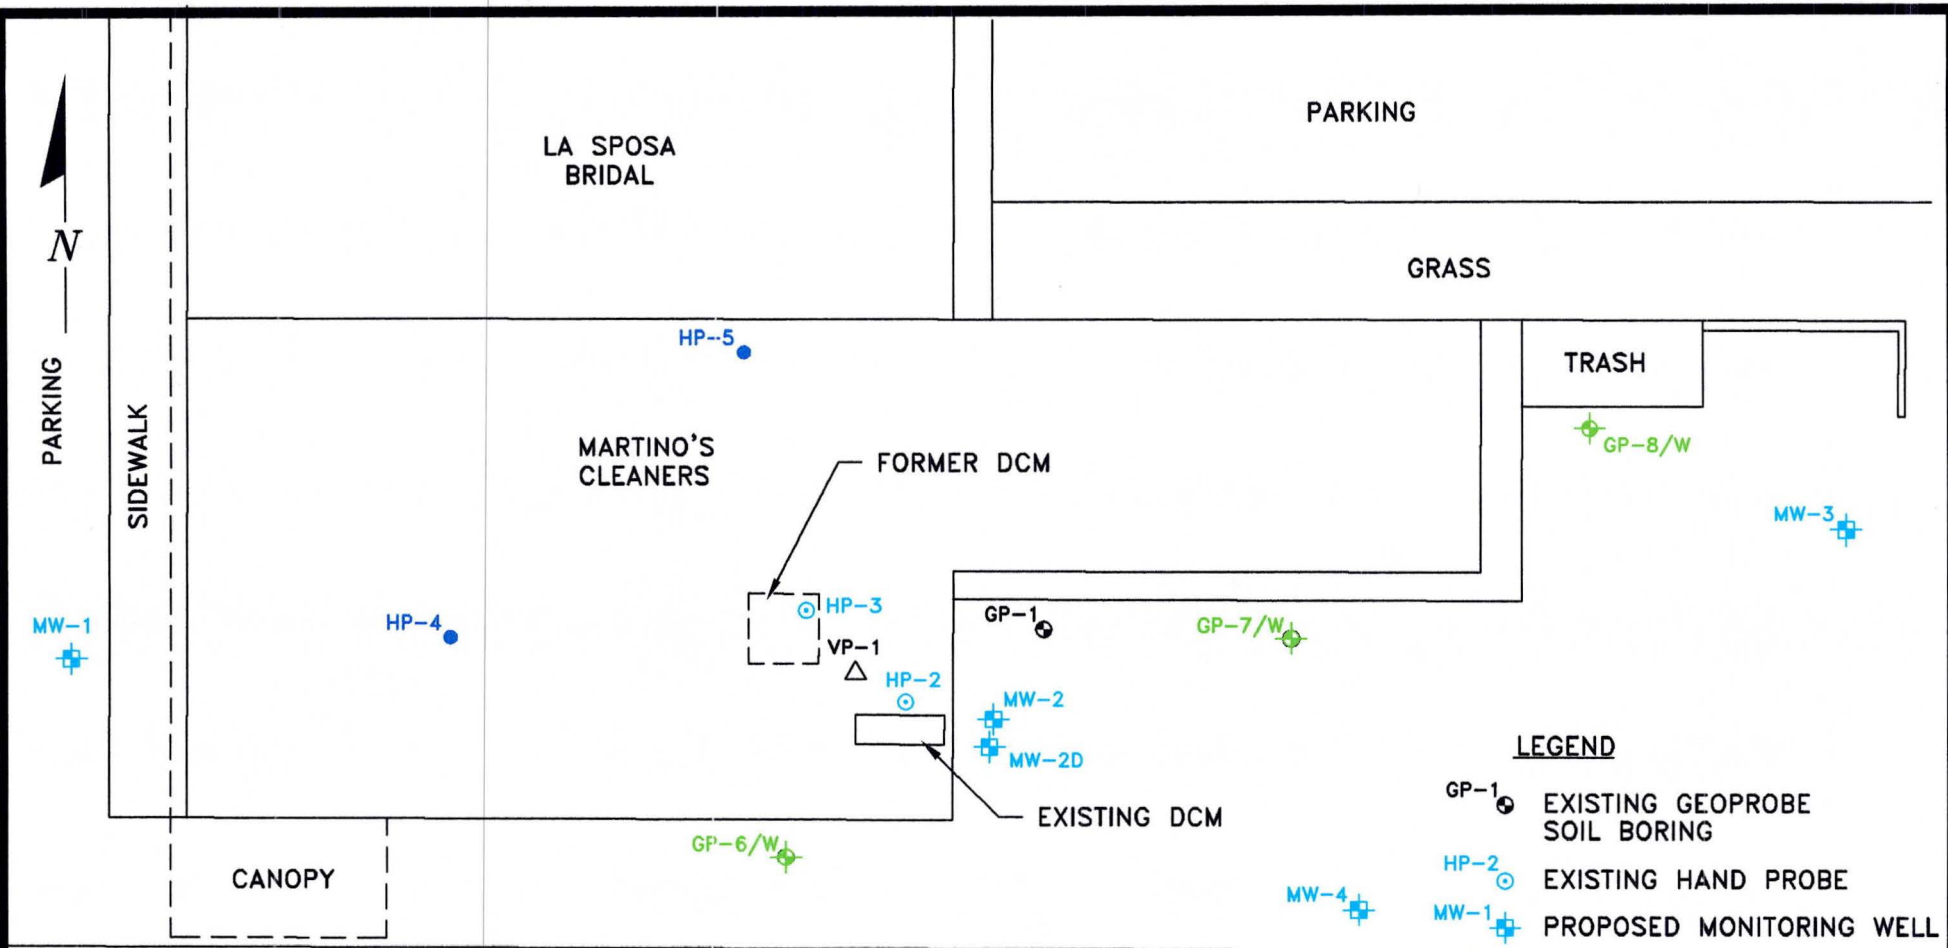 PARKING
LA SPOSA
BRIDAL
N
GRASS
HP-5
TRASH
PARKING
SIDEWALK
MARTINO'S
CLEANERS
FORMER DCM
GP-8/W
MW-3
HP-3
GP-1
MW-1
HP-4
GP-7/W
VP-1
HP-2
MW-2
MW-2D
EXISTING DCM
GP-6/W
CANOPY
MW-4
LEGEND
GP-1 EXISTING GEOPROBE
SOIL BORING
HP-2 EXISTING HAND PROBE
MW-1 PROPOSED MONITORING WELL